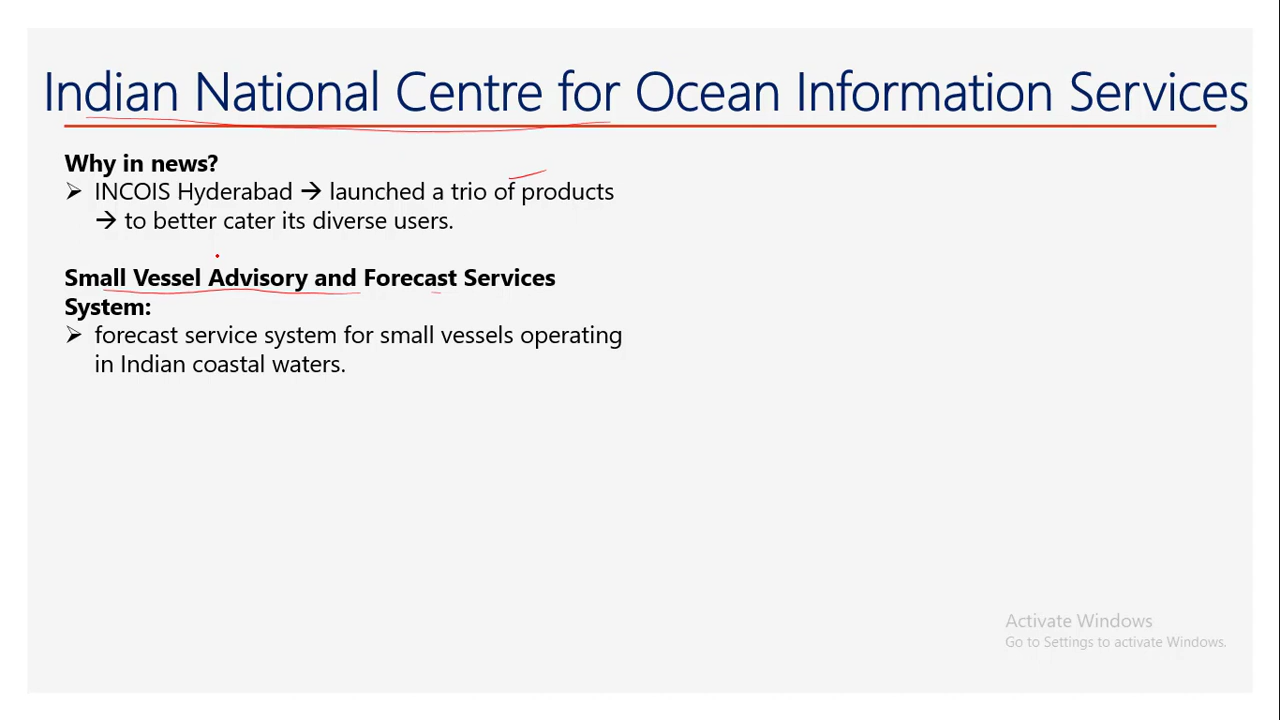 Indian National Centre for Ocean Information Services
Why in news?
➢ INCOIS Hyderabad → launched a trio of products
→ to better cater its diverse users.
Small Vessel Advisory and Forecast Services
System:
➢ forecast service system for small vessels operating
in Indian coastal waters.
Activate Windows
Go to Settings to activate Windows.